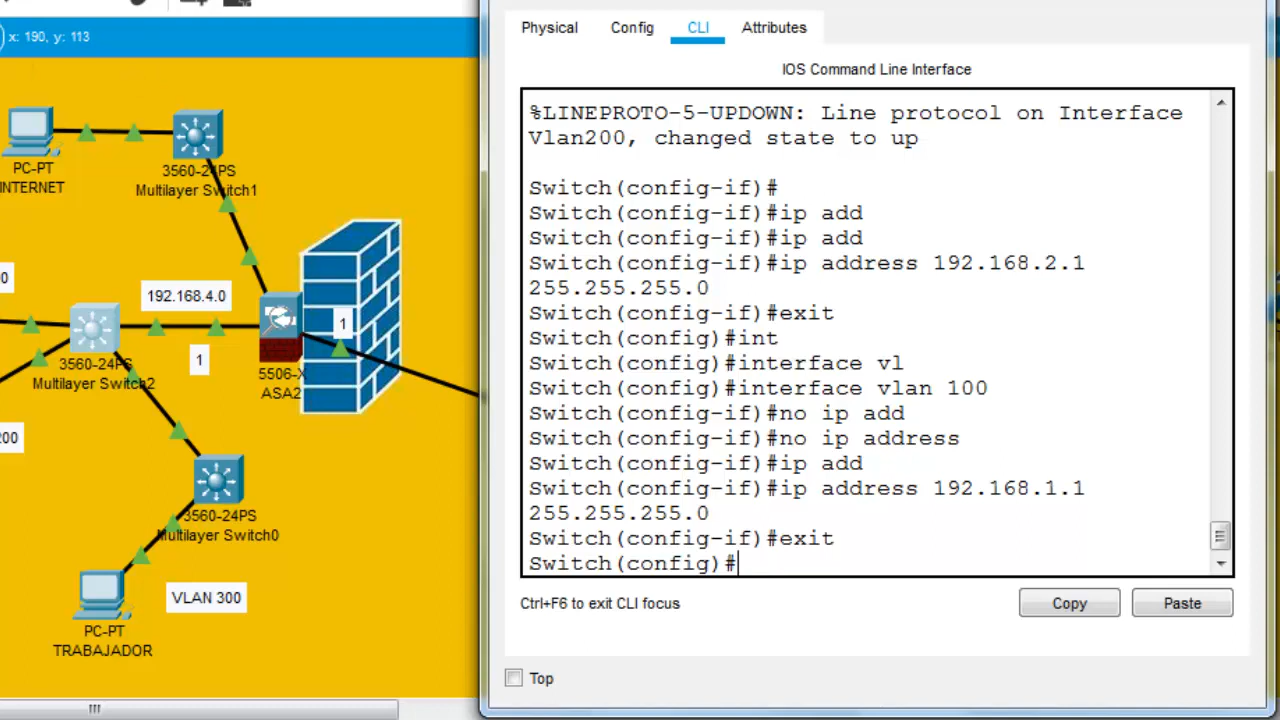 x: 190, y: 113
PC-PT
INTERNET
3560-24PS
Multilayer Switch1
192.168.4.0
1
1
3560-24PS
Multilayer Switch2
5506-X
ASA2
200
3560-24PS
Multilayer Switch0
VLAN 300
PC-PT
TRABAJADOR
Physical
Config
CLI
Attributes
IOS Command Line Interface
%LINEPROTO-5-UPDOWN: Line protocol on Interface
Vlan200, changed state to up
Switch(config-if)#
Switch(config-if)#ip add
Switch(config-if)#ip add
Switch(config-if)#ip address 192.168.2.1
255.255.255.0
Switch(config-if)#exit
Switch(config)#int
Switch(config)#interface vl
Switch(config)#interface vlan 100
Switch(config-if)#no ip add
Switch(config-if)#no ip address
Switch(config-if)#ip add
Switch(config-if)#ip address 192.168.1.1
255.255.255.0
Switch(config-if)#exit
Switch(config)#
Ctrl+F6 to exit CLI focus
Copy
Paste
Top